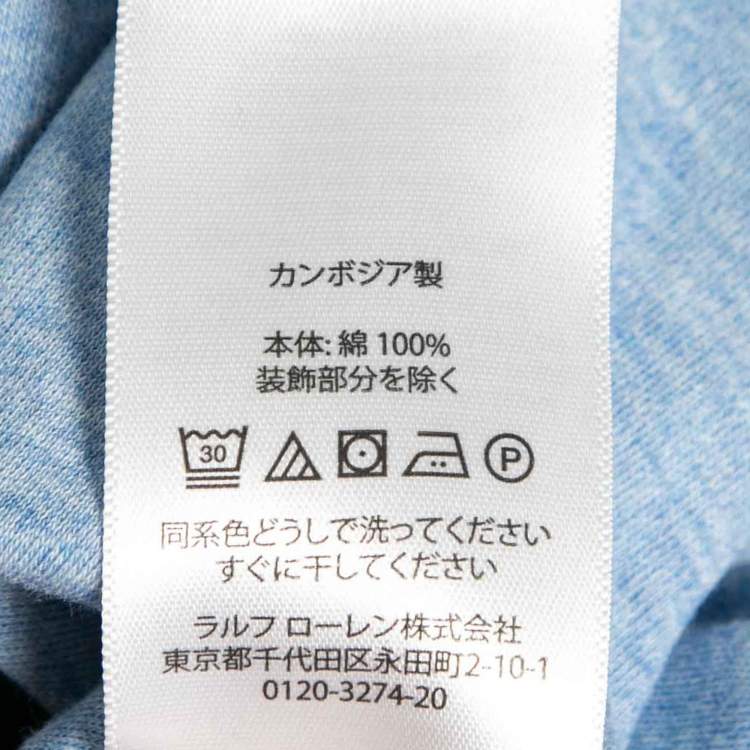 カンボジア製
本体: 綿 100%
装飾部分を除く
30 P
同系色どうしで洗ってください
すぐに干してください
ラルフ ローレン株式会社
東京都千代田区永田町2-10-1
0120-3274-20